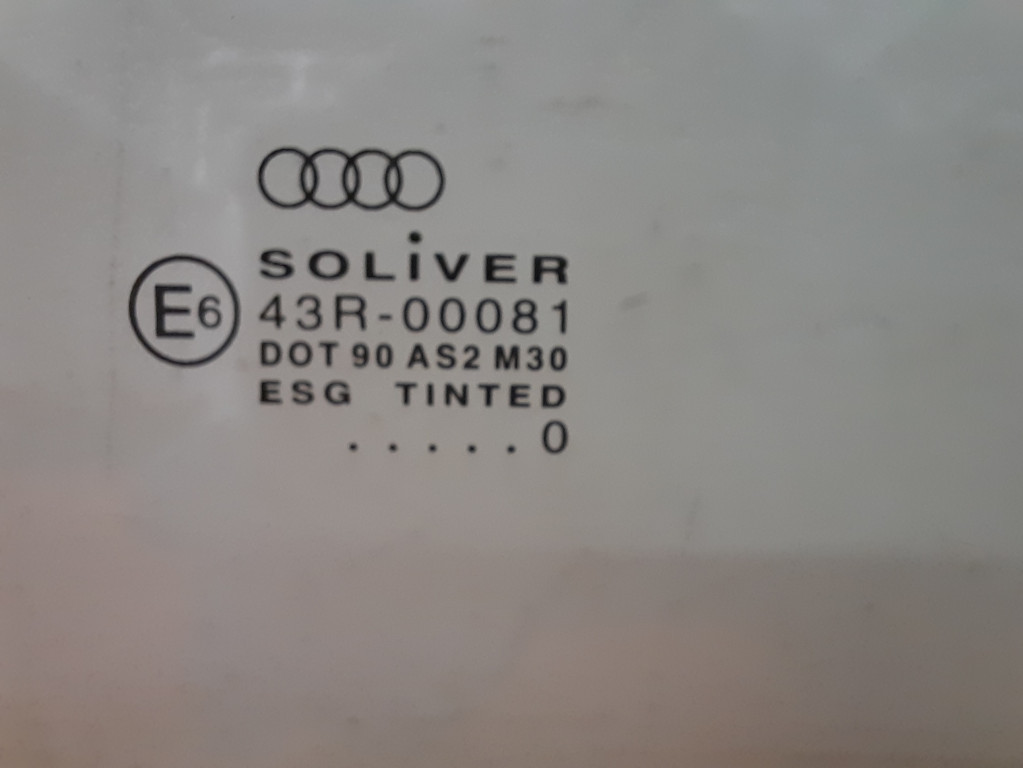 SOLiVER
E6 43R-00081
DOT 90 AS2 M30
ESG TINTED
.....0